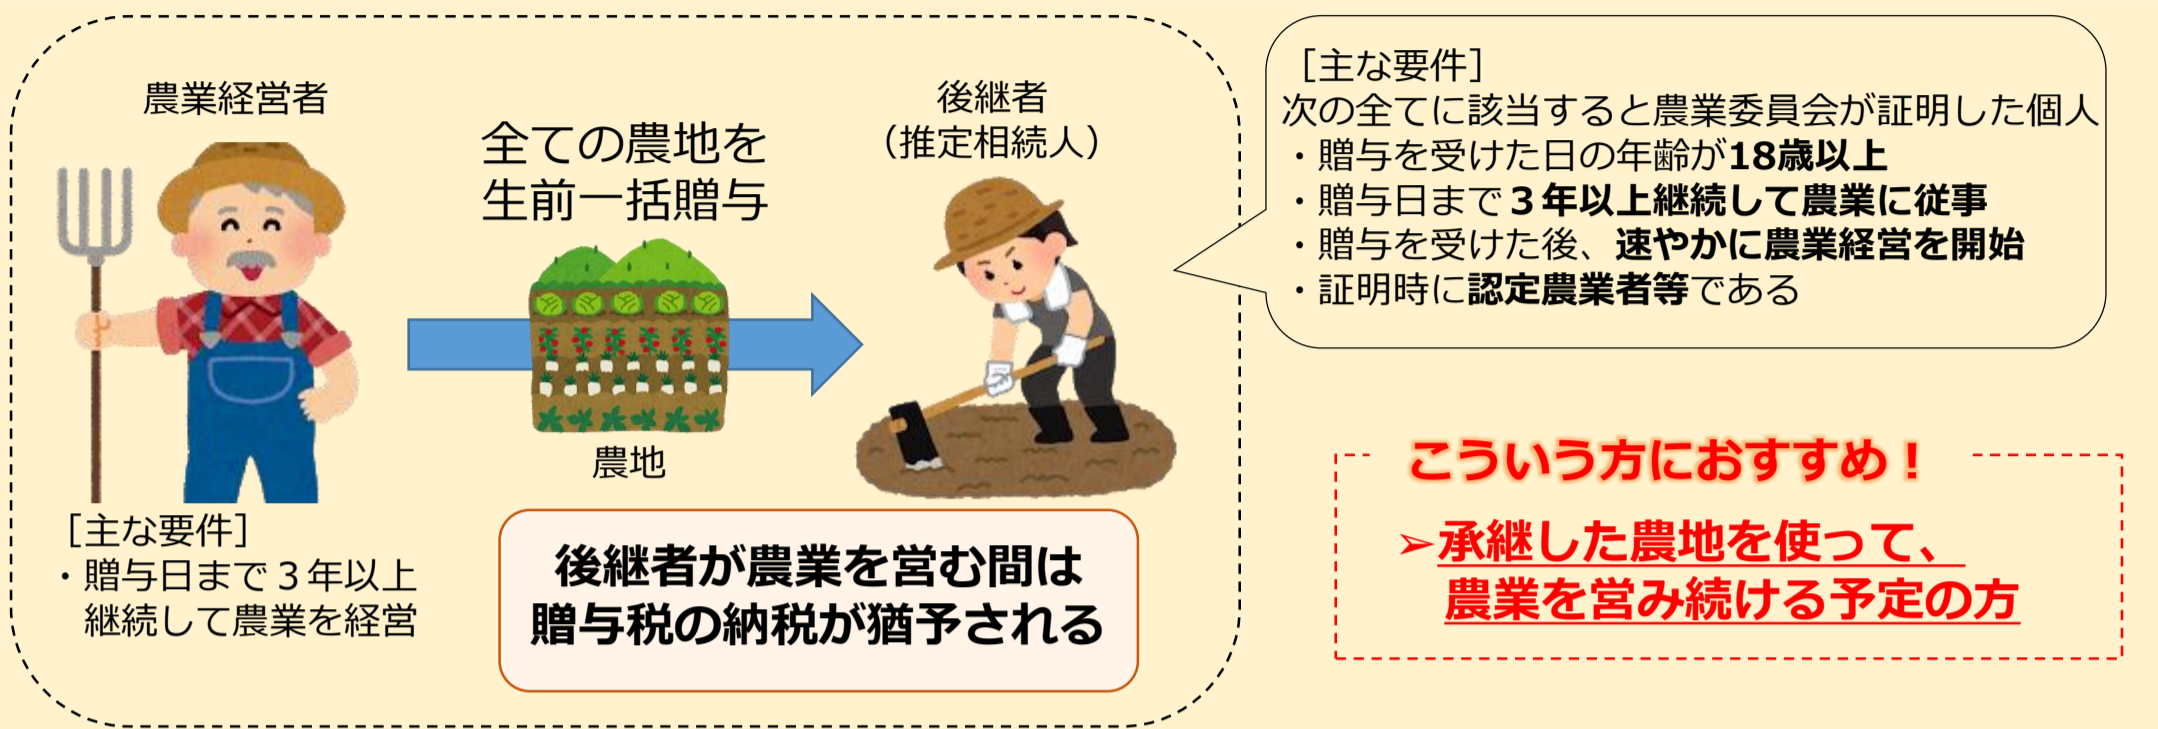 農業経営者
全ての農地を
生前一括贈与
農地
後継者
（推定相続人）
［主な要件］
・贈与日まで３年以上
継続して農業を経営
後継者が農業を営む間は
贈与税の納税が猶予される
［主な要件］
次の全てに該当すると農業委員会が証明した個人
・贈与を受けた日の年齢が18歳以上
・贈与日まで３年以上継続して農業に従事
・贈与を受けた後、速やかに農業経営を開始
・証明時に認定農業者等である
こういう方におすすめ！
➢承継した農地を使って、
農業を営み続ける予定の方